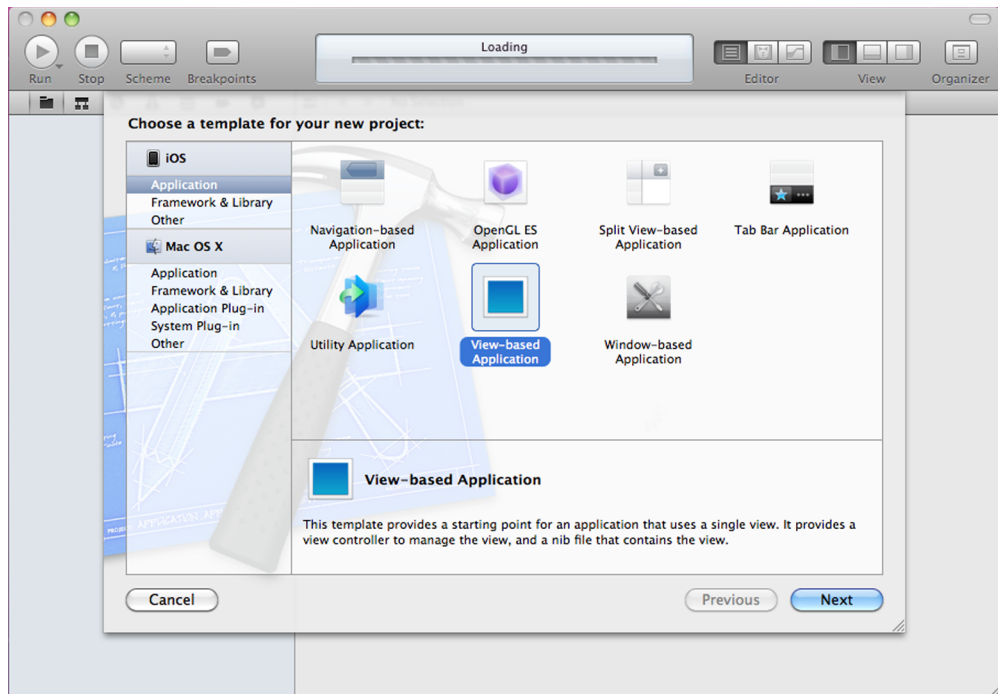 Loading
Run
Stop
Scheme
Breakpoints
Editor
View
Organizer
Choose a template for your new project:
iOS
Application
Framework & Library
Other
Mac OS X
Application
Framework & Library
Application Plug-in
System Plug-in
Other
Navigation-based
Application
OpenGL ES
Application
Split View-based
Application
Tab Bar Application
Utility Application
View-based
Application
Window-based
Application
View-based Application
This template provides a starting point for an application that uses a single view. It provides a
view controller to manage the view, and a nib file that contains the view.
Cancel
Previous
Next